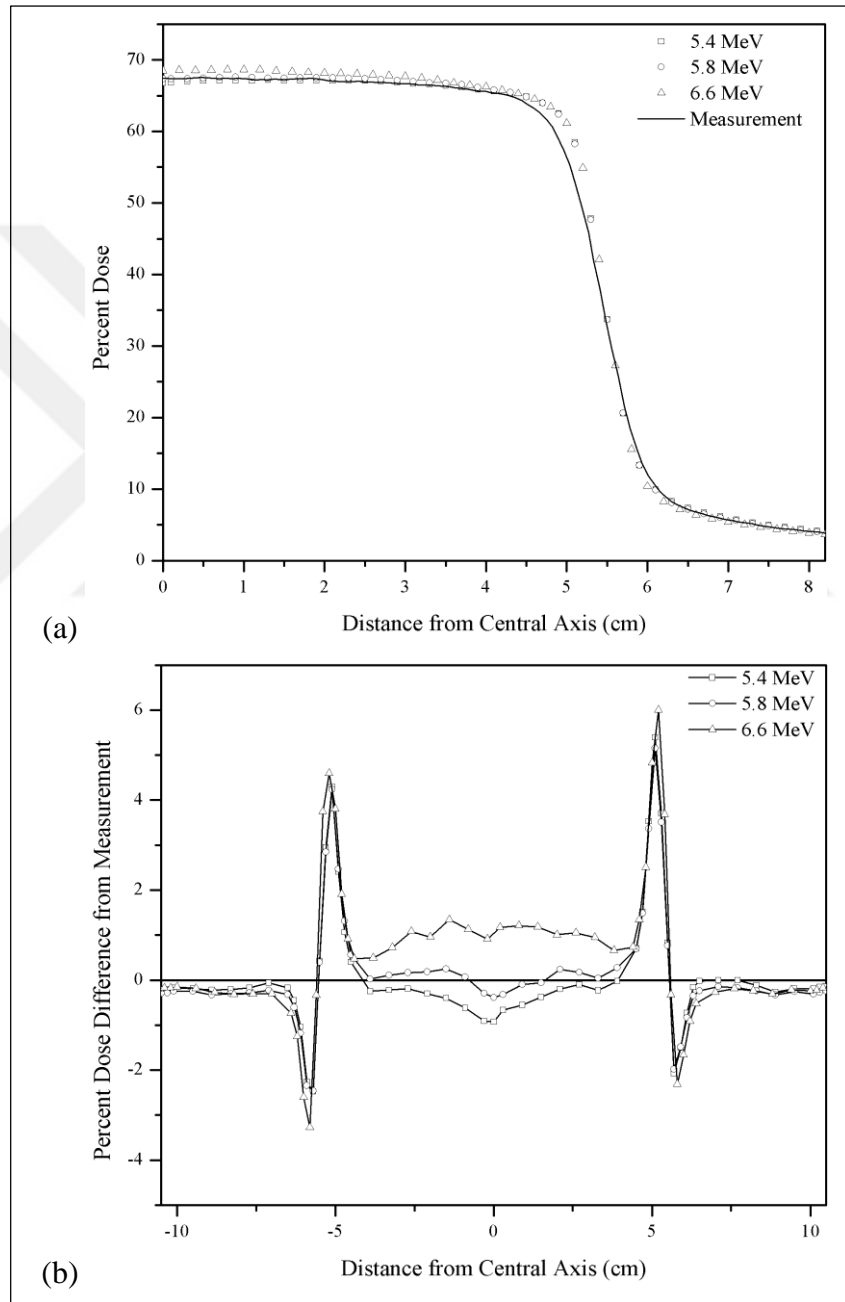 5.4 MeV
5.8 MeV
6.6 MeV
Measurement
70
60
50
40
30
20
10
0
Percent Dose
0 1 2 3 4 5 6 7 8
Distance from Central Axis (cm)
(a)
5.4 MeV
5.8 MeV
6.6 MeV
6
4
2
0
-2
-4
Percent Dose Difference from Measurement
-10 -5 0 5 10
Distance from Central Axis (cm)
(b)